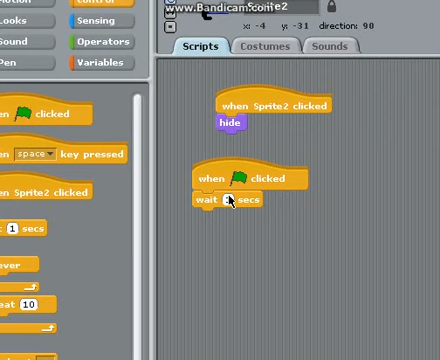 www.Bandicam.com
Sprite2
x: -4 y: -31 direction: 90
Looks
Sensing
Sound
Operators
Pen
Variables
Scripts
Costumes
Sounds
en clicked
en space key pressed
en Sprite2 clicked
1 secs
ever
eat 10
when Sprite2 clicked
hide
when clicked
wait secs